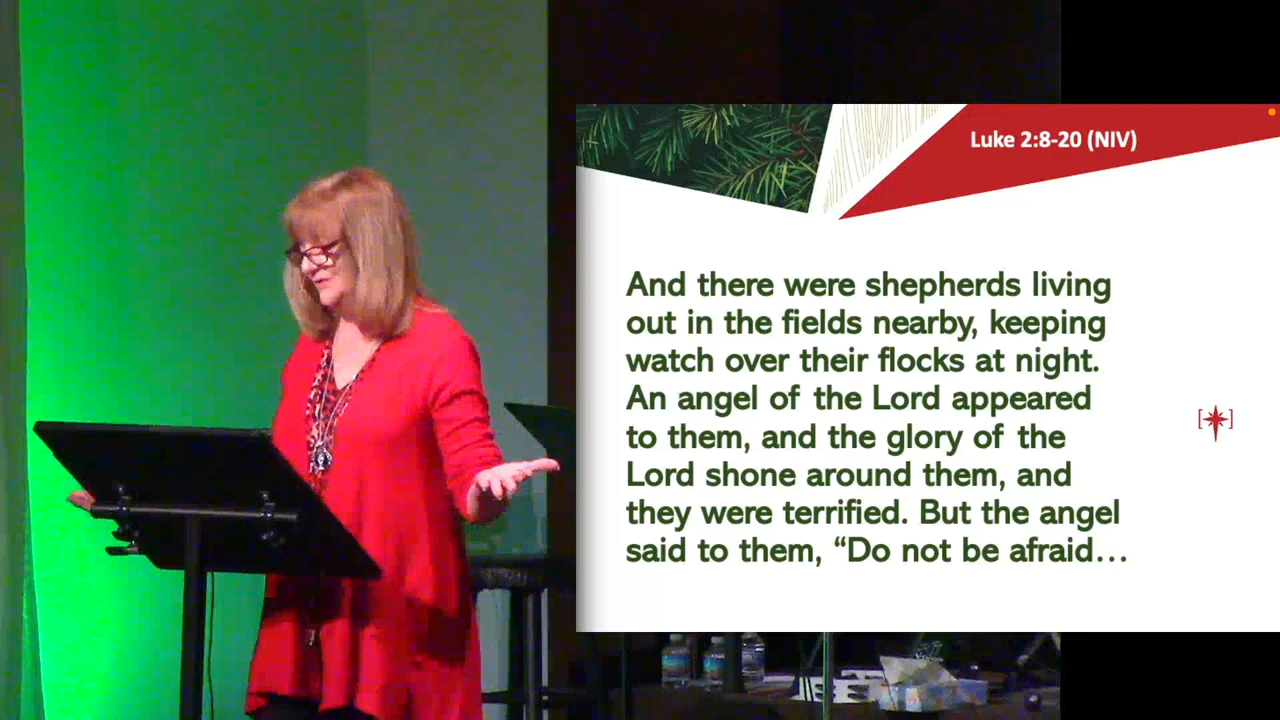 Luke 2:8-20 (NIV)
And there were shepherds living
out in the fields nearby, keeping
watch over their flocks at night.
An angel of the Lord appeared
to them, and the glory of the
Lord shone around them, and
they were terrified. But the angel
said to them, “Do not be afraid…